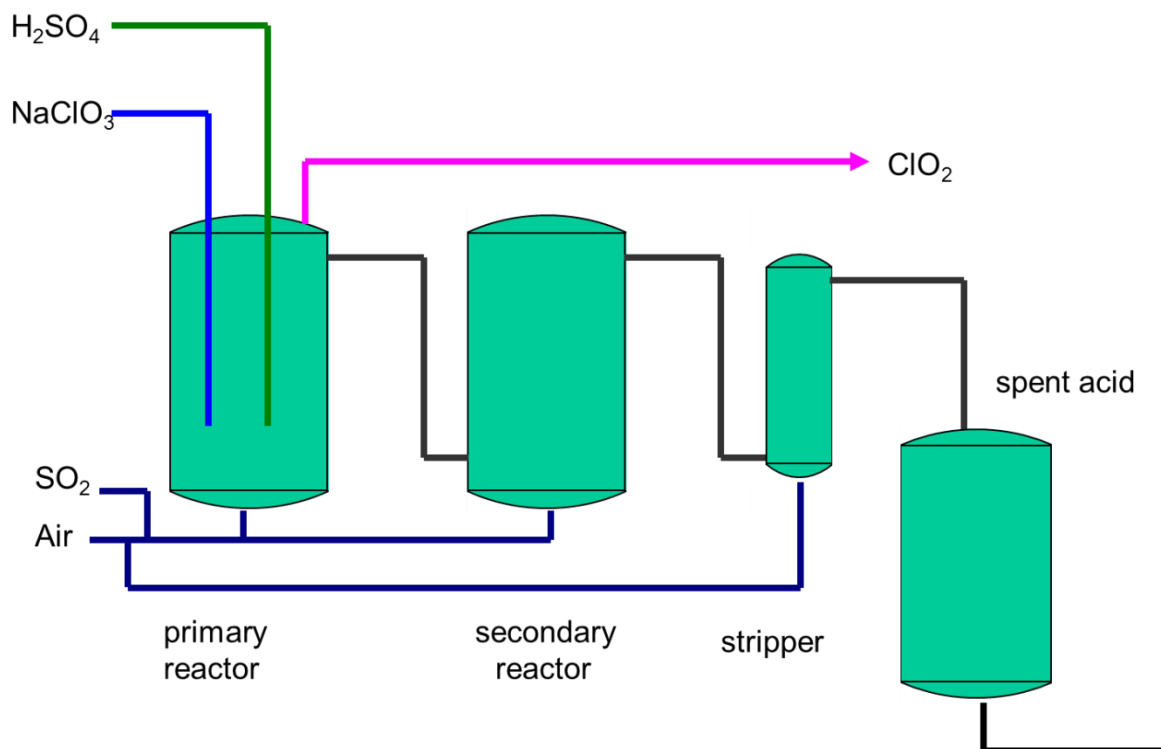 H₂SO₄
NaClO₃
ClO₂
spent acid
SO₂
Air
primary
reactor
secondary
reactor
stripper